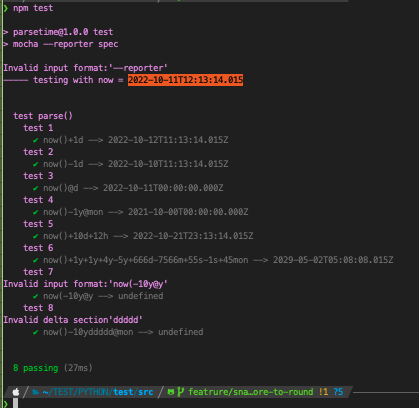 ❯ npm test
> parsetime@1.0.0 test
> mocha --reporter spec
Invalid input format:'--reporter'
----- testing with now = 2022-10-11T12:13:14.015
test parse()
test 1
✔ now()+1d --> 2022-10-12T11:13:14.015Z
test 2
✔ now()-1d --> 2022-10-10T11:13:14.015Z
test 3
✔ now()@d --> 2022-10-11T00:00:00.000Z
test 4
✔ now()-1y@mon --> 2021-10-00T00:00:00.000Z
test 5
✔ now()+10d+12h --> 2022-10-21T23:13:14.015Z
test 6
✔ now()+1y+1y+4y-5y+666d-7566m+55s-1s+45mon --> 2029-05-02T05:08:08.015Z
test 7
Invalid input format:'now(-10y@y'
✔ now(-10y@y --> undefined
test 8
Invalid delta section'ddddd'
✔ now()-10yddddd@mon --> undefined
8 passing (27ms)
~/TEST/PYTHON/test/src featrure/sna…ore-to-round !1 ?5
❯